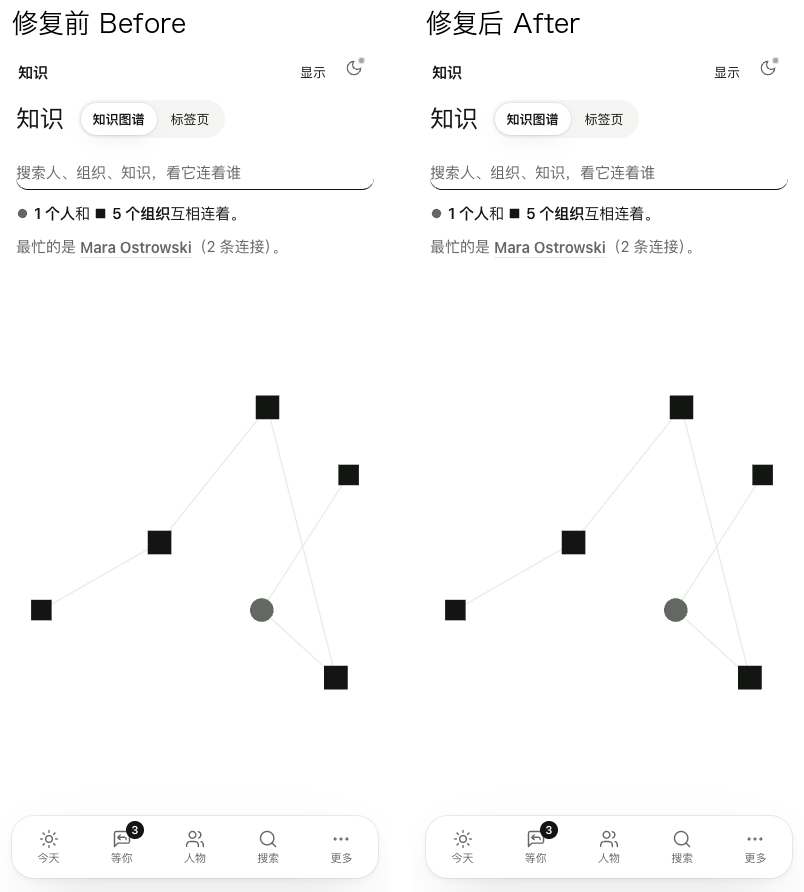 修复前 Before
知识
显示
知识
知识图谱
标签页
搜索人、组织、知识，看它连着谁
1 个人和 5 个组织互相连着。
最忙的是 Mara Ostrowski（2 条连接）。
3
今天
等你
人物
搜索
更多
修复后 After
知识
显示
知识
知识图谱
标签页
搜索人、组织、知识，看它连着谁
1 个人和 5 个组织互相连着。
最忙的是 Mara Ostrowski（2 条连接）。
3
今天
等你
人物
搜索
更多